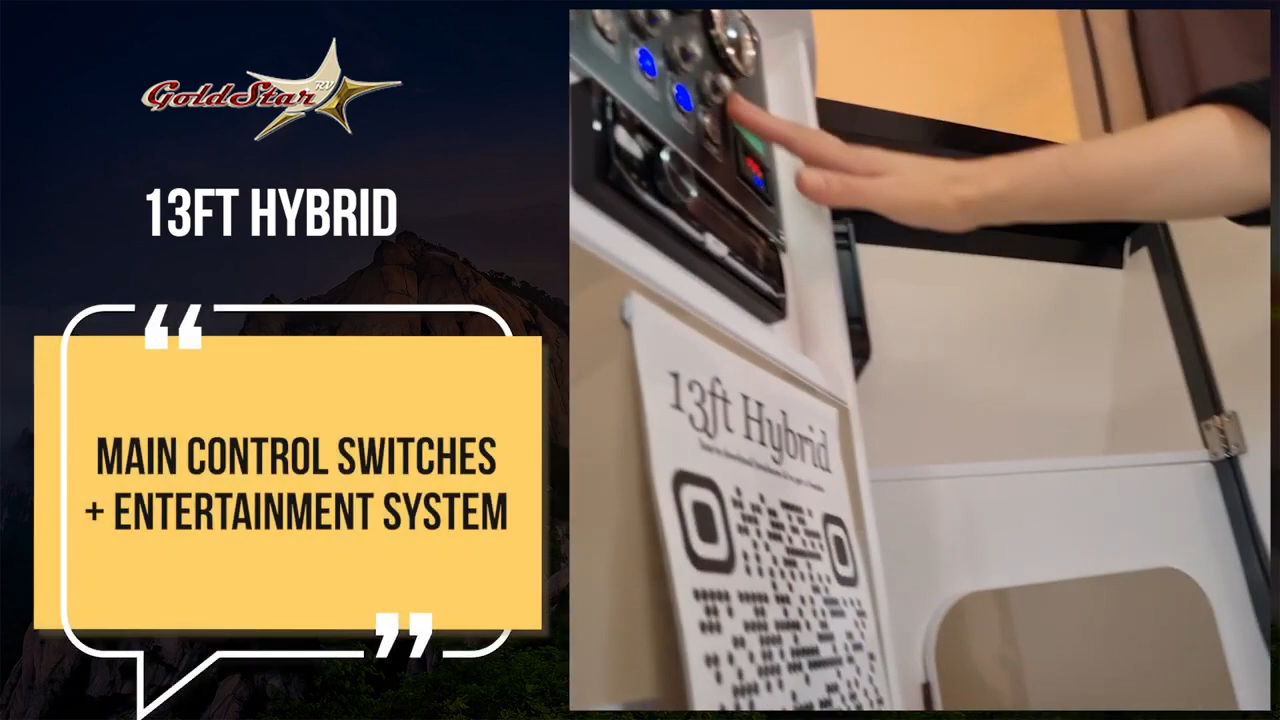 GoldStar RV
13FT HYBRID
“
MAIN CONTROL SWITCHES
+ ENTERTAINMENT SYSTEM
”
13ft Hybrid